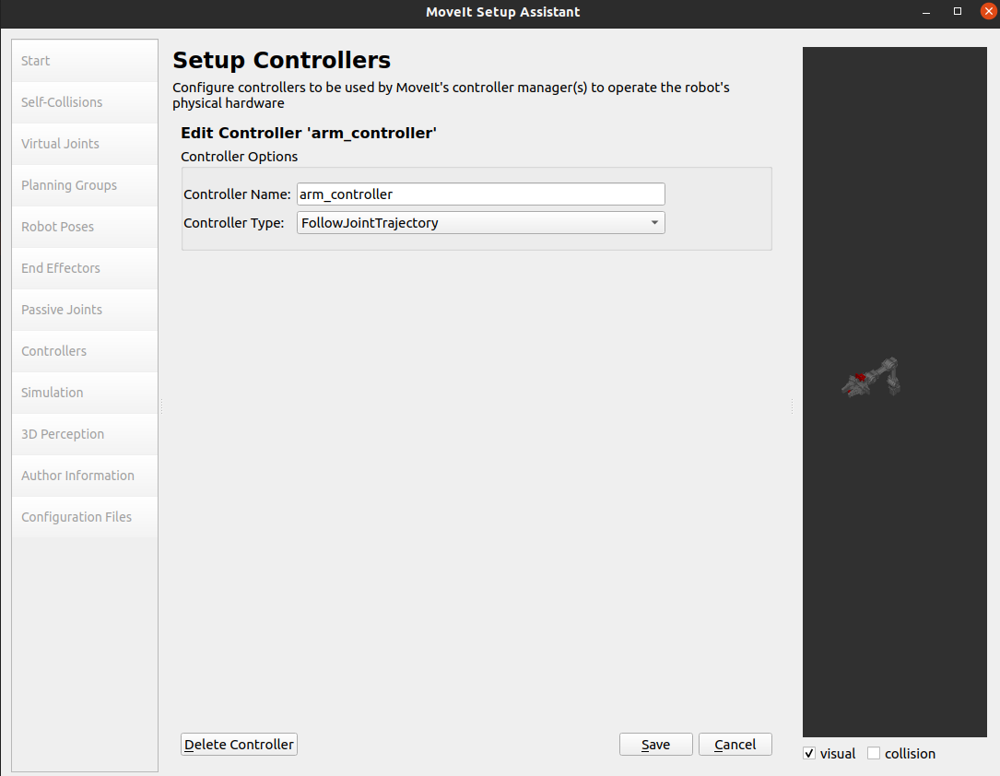 MoveIt Setup Assistant
Start
Self-Collisions
Virtual Joints
Planning Groups
Robot Poses
End Effectors
Passive Joints
Controllers
Simulation
3D Perception
Author Information
Configuration Files
Setup Controllers
Configure controllers to be used by MoveIt's controller manager(s) to operate the robot's
physical hardware
Edit Controller 'arm_controller'
Controller Options
Controller Name: arm_controller
Controller Type: FollowJointTrajectory
Delete Controller
Save
Cancel
visual
collision